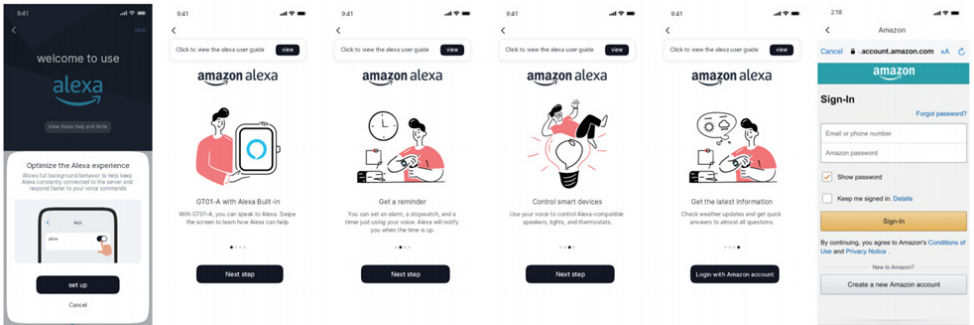 9:41
skip
welcome to use
alexa
View Alexa Help and Skills
Optimize the Alexa experience
Allows full background behavior to help keep
Alexa constantly connected to the server and
respond faster to your voice commands.
App
alexa
set up
Cancel
9:41
Click to view the alexa user guide
view
amazon alexa
GT01-A with Alexa Built-in
With GT01-A, you can speak to Alexa. Swipe
the screen to learn how Alexa can help.
Next step
9:41
Click to view the alexa user guide
view
amazon alexa
Get a reminder
You can set an alarm, a stopwatch, and a
timer just using your voice. Alexa will notify
you when the time is up.
Next step
9:41
Click to view the alexa user guide
view
amazon alexa
Control smart devices
Use your voice to control Alexa-compatible
speakers, lights, and thermostats.
Next step
9:41
Click to view the alexa user guide
view
amazon alexa
Get the latest information
Check weather updates and get quick
answers to almost all questions.
Login with Amazon account
2:18
Amazon
Cancel
.account.amazon.com
AA
amazon
Sign-In
Forgot password?
Email or phone number
Amazon password
Show password
Keep me signed in. Details
Sign-In
By continuing, you agree to Amazon's Conditions of
Use and Privacy Notice .
New to Amazon?
Create a new Amazon account